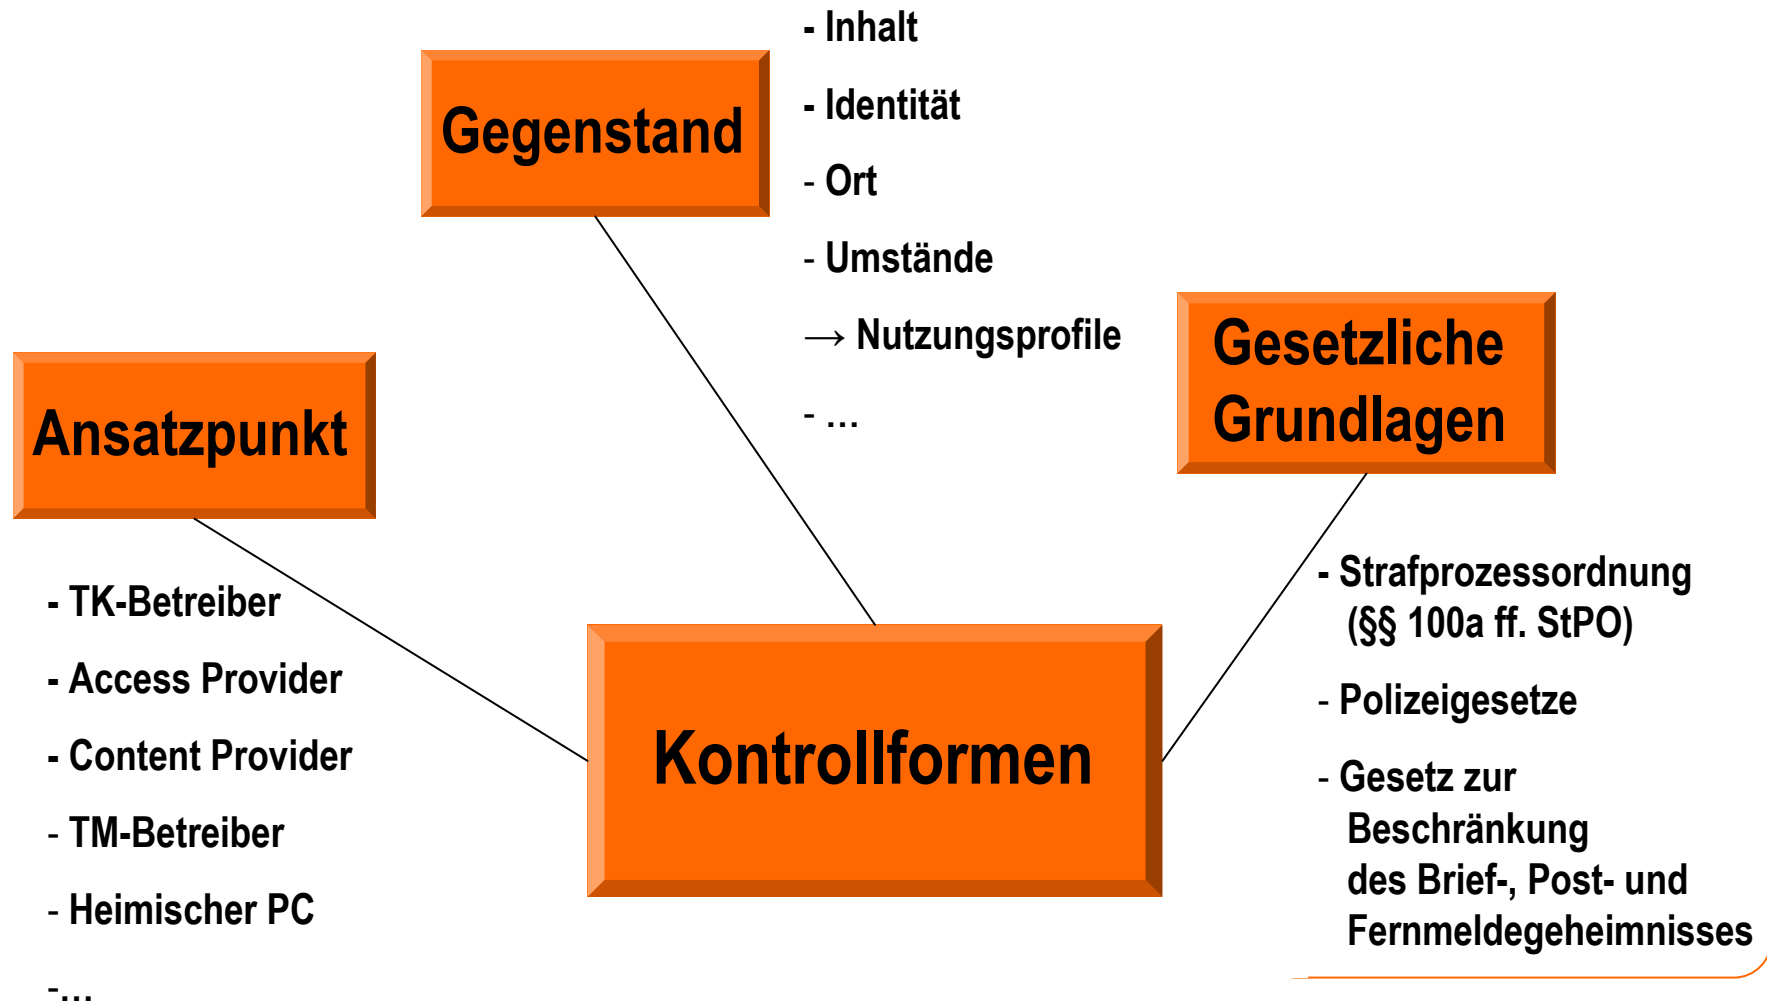 Gegenstand
- Inhalt
- Identität
- Ort
- Umstände
→ Nutzungsprofile
- ...
Ansatzpunkt
- TK-Betreiber
- Access Provider
- Content Provider
- TM-Betreiber
- Heimischer PC
-...
Kontrollformen
Gesetzliche
Grundlagen
- Strafprozessordnung
(§§ 100a ff. StPO)
- Polizeigesetze
- Gesetz zur
Beschränkung
des Brief-, Post- und
Fernmeldegeheimnisses